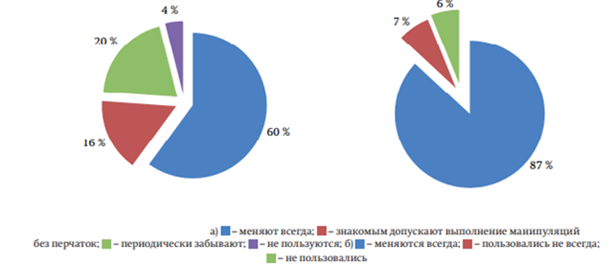 4 %
20 %
16 %
60 %
6 %
7 %
87 %
а) – меняют всегда; – знакомым допускают выполнение манипуляций
без перчаток; – периодически забывают; – не пользуются; б) – меняются всегда; – пользовались не всегда;
– не пользовались